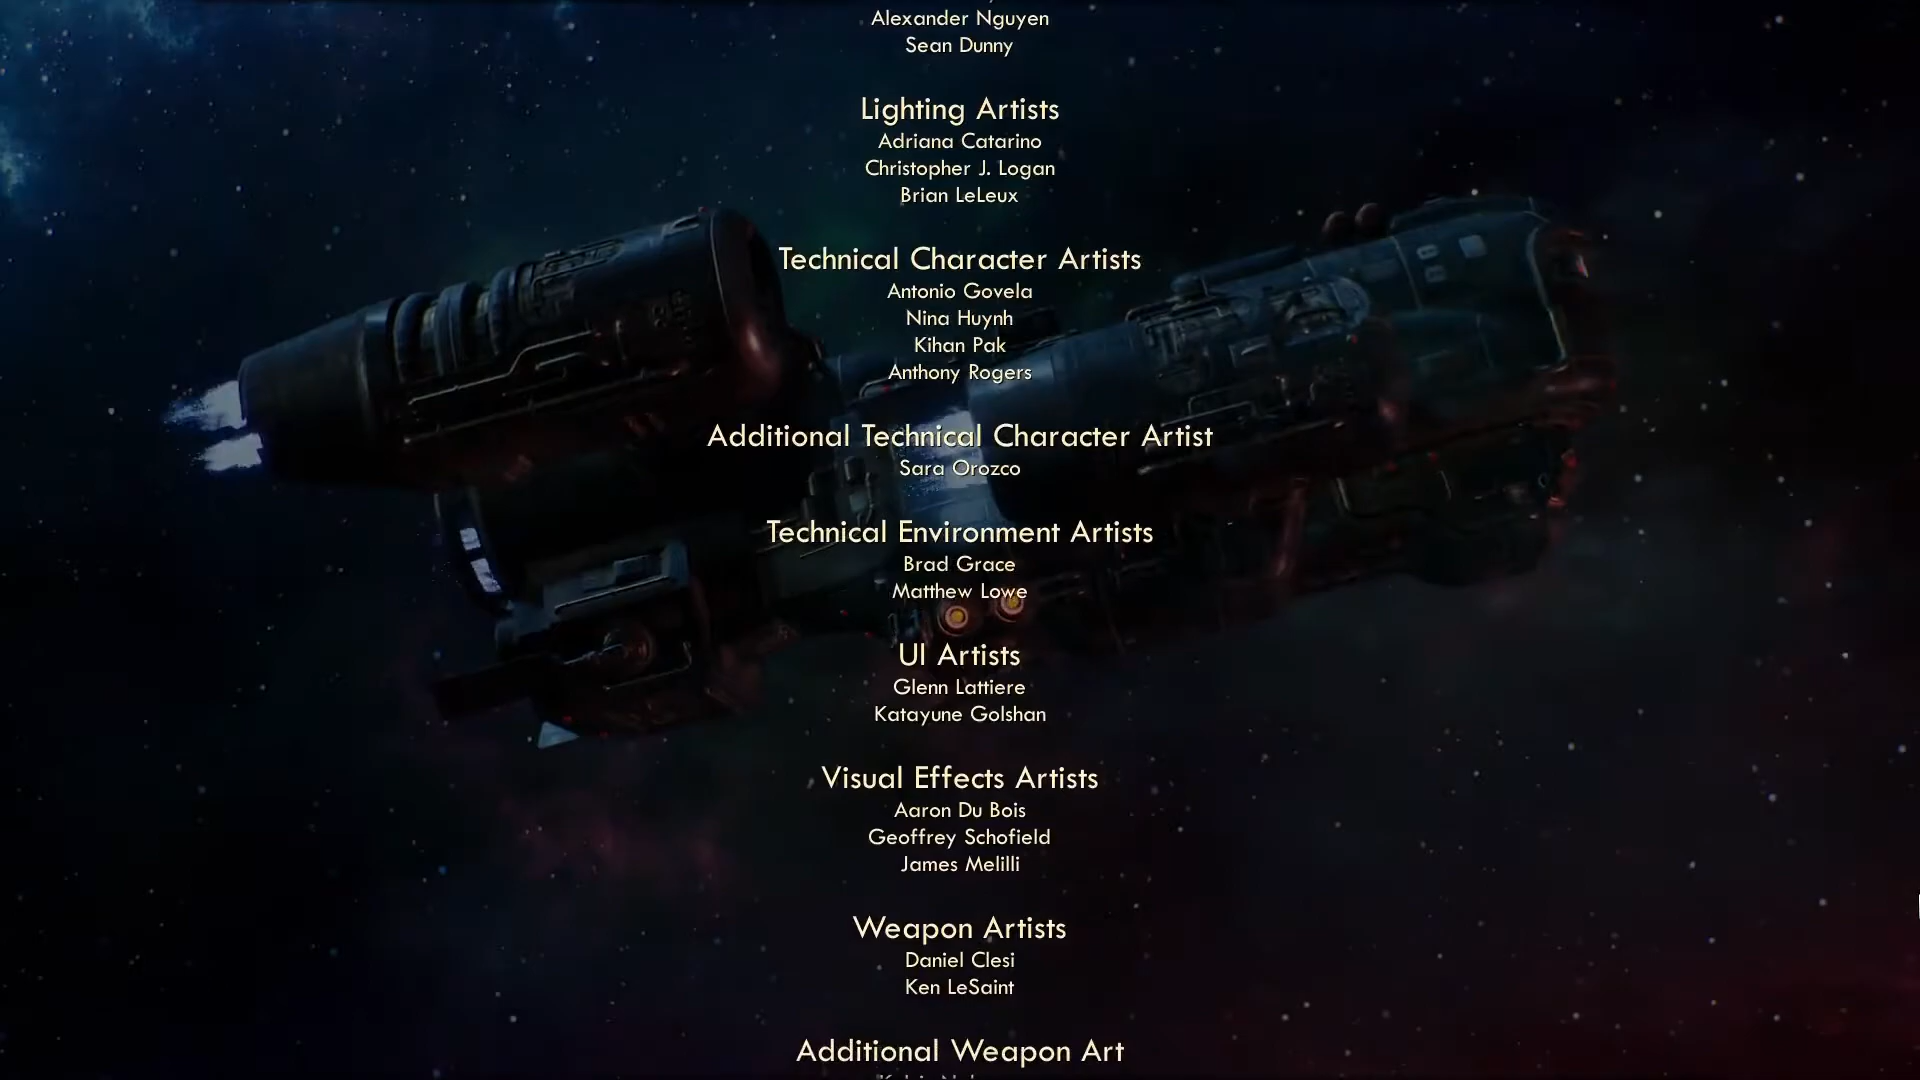 Alexander Nguyen
Sean Dunny
Lighting Artists
Adriana Catarino
Christopher J. Logan
Brian LeLeux
Technical Character Artists
Antonio Govela
Nina Huynh
Kihan Pak
Anthony Rogers
Additional Technical Character Artist
Sara Orozco
Technical Environment Artists
Brad Grace
Matthew Lowe
UI Artists
Glenn Lattiere
Katayune Golshan
Visual Effects Artists
Aaron Du Bois
Geoffrey Schofield
James Melilli
Weapon Artists
Daniel Clesi
Ken LeSaint
Additional Weapon Art